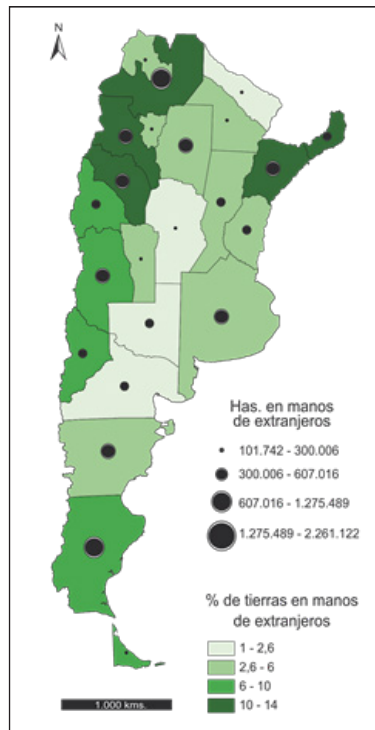 N
Has. en manos
de extranjeros
101.742 - 300.006
300.006 - 607.016
607.016 - 1.275.489
1.275.489 - 2.261.122
% de tierras en manos
de extranjeros
1 - 2,6
2,6 - 6
6 - 10
10 - 14
1.000 kms.